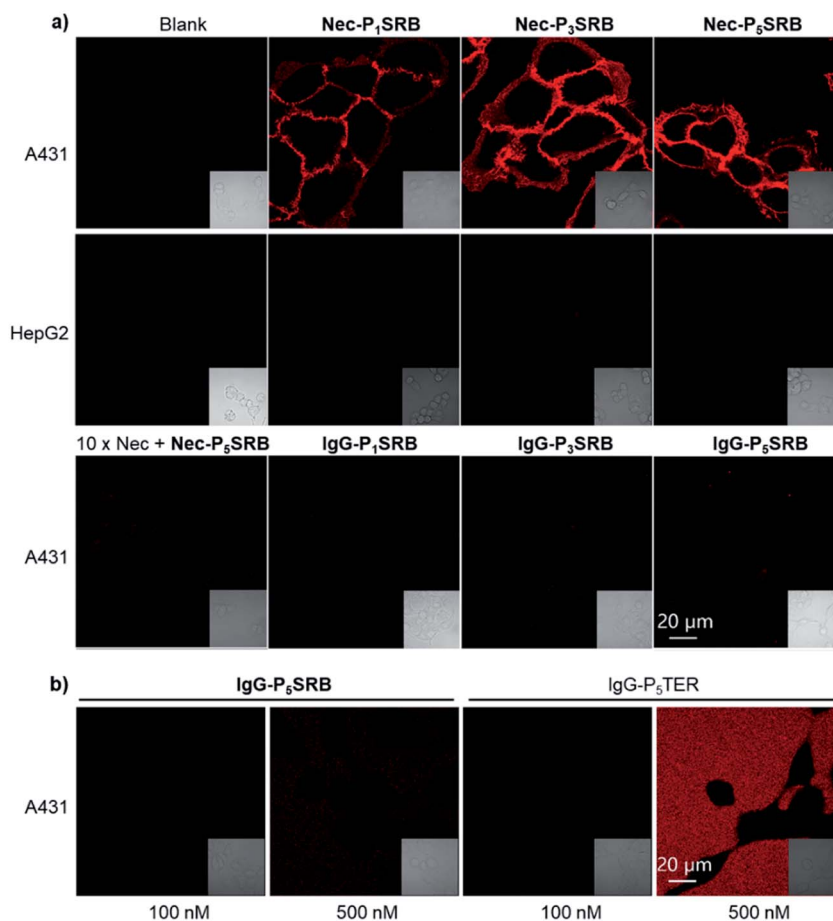 a)
Blank Nec-P₁SRB Nec-P₃SRB Nec-P₅SRB
A431
HepG2
10 x Nec + Nec-P₅SRB IgG-P₁SRB IgG-P₃SRB IgG-P₅SRB
A431
20 µm
b)
IgG-P₅SRB IgG-P₅TER
A431
20 µm
100 nM 500 nM 100 nM 500 nM